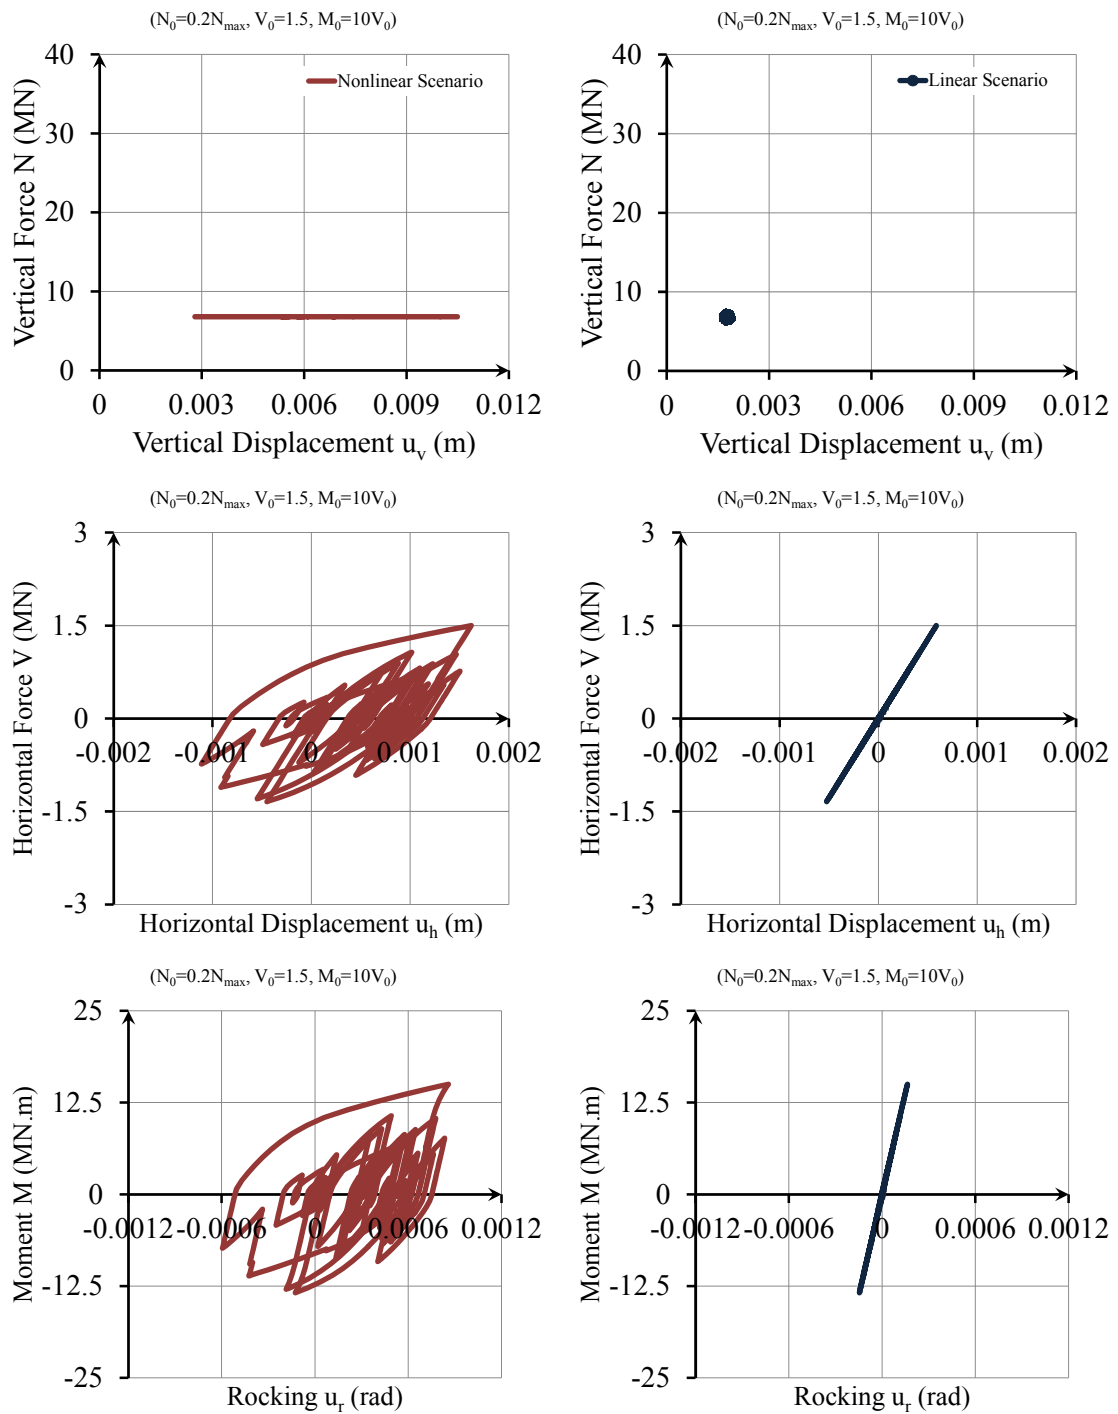 (N₀=0.2Nₘₐₓ, V₀=1.5, M₀=10V₀)
Vertical Force N (MN)
40
30
20
10
0
Nonlinear Scenario
0 0.003 0.006 0.009 0.012
Vertical Displacement uᵥ (m)
(N₀=0.2Nₘₐₓ, V₀=1.5, M₀=10V₀)
Vertical Force N (MN)
40
30
20
10
0
Linear Scenario
0 0.003 0.006 0.009 0.012
Vertical Displacement uᵥ (m)
(N₀=0.2Nₘₐₓ, V₀=1.5, M₀=10V₀)
Horizontal Force V (MN)
3
1.5
0
-1.5
-3
-0.002 -0.001 0 0.001 0.002
Horizontal Displacement uₕ (m)
(N₀=0.2Nₘₐₓ, V₀=1.5, M₀=10V₀)
Horizontal Force V (MN)
3
1.5
0
-1.5
-3
-0.002 -0.001 0 0.001 0.002
Horizontal Displacement uₕ (m)
(N₀=0.2Nₘₐₓ, V₀=1.5, M₀=10V₀)
Moment M (MN.m)
25
12.5
0
-12.5
-25
-0.0012 -0.0006 0 0.0006 0.0012
Rocking uᵣ (rad)
(N₀=0.2Nₘₐₓ, V₀=1.5, M₀=10V₀)
Moment M (MN.m)
25
12.5
0
-12.5
-25
-0.0012 -0.0006 0 0.0006 0.0012
Rocking uᵣ (rad)